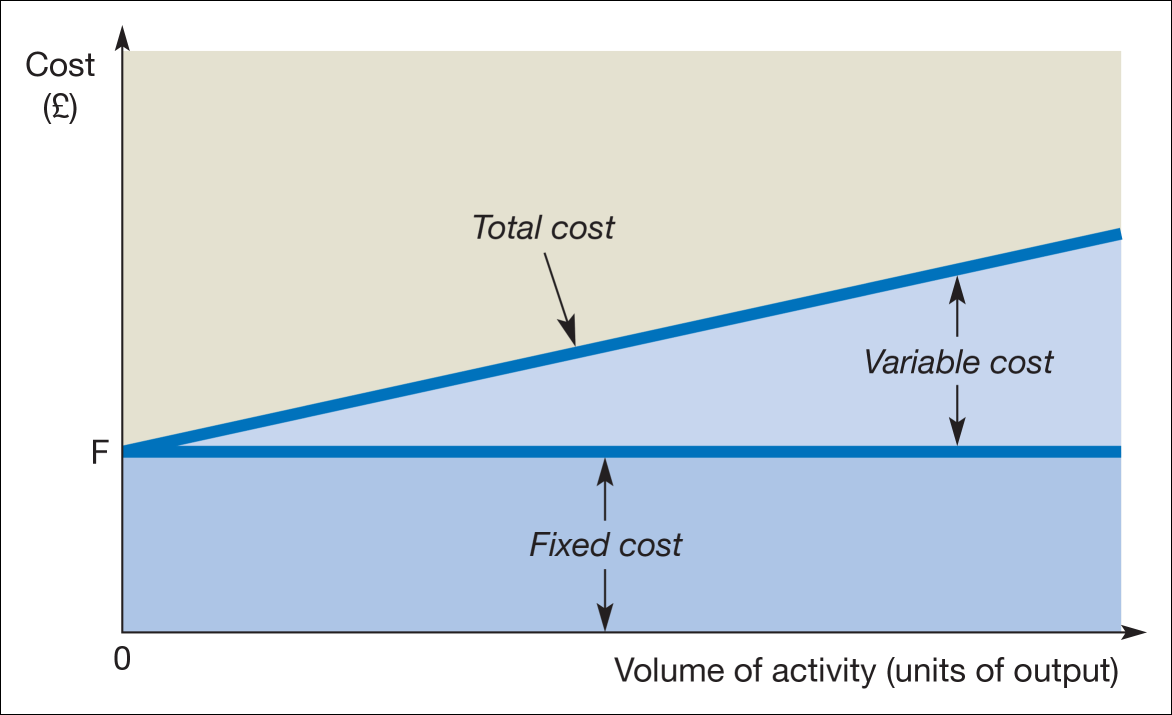 Cost
(£)
Total cost
Variable cost
F
Fixed cost
0
Volume of activity (units of output)